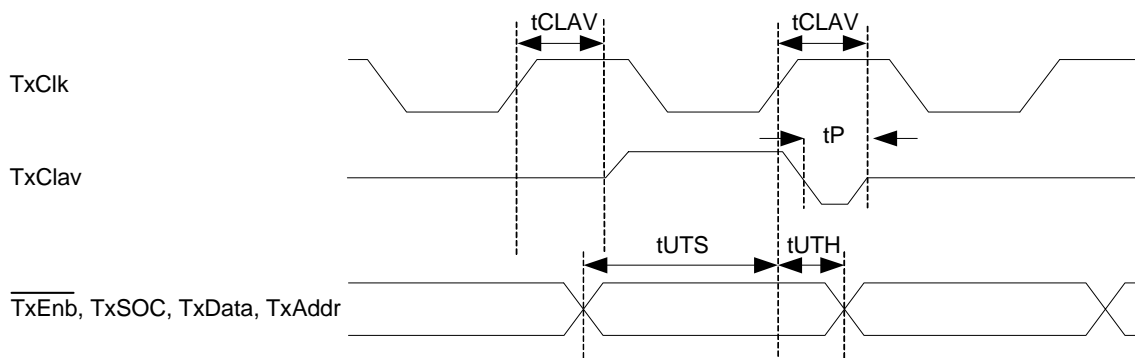 tCLAV tCLAV
TxClk
tP
TxClav
tUTS tUTH
TxEnb, TxSOC, TxData, TxAddr